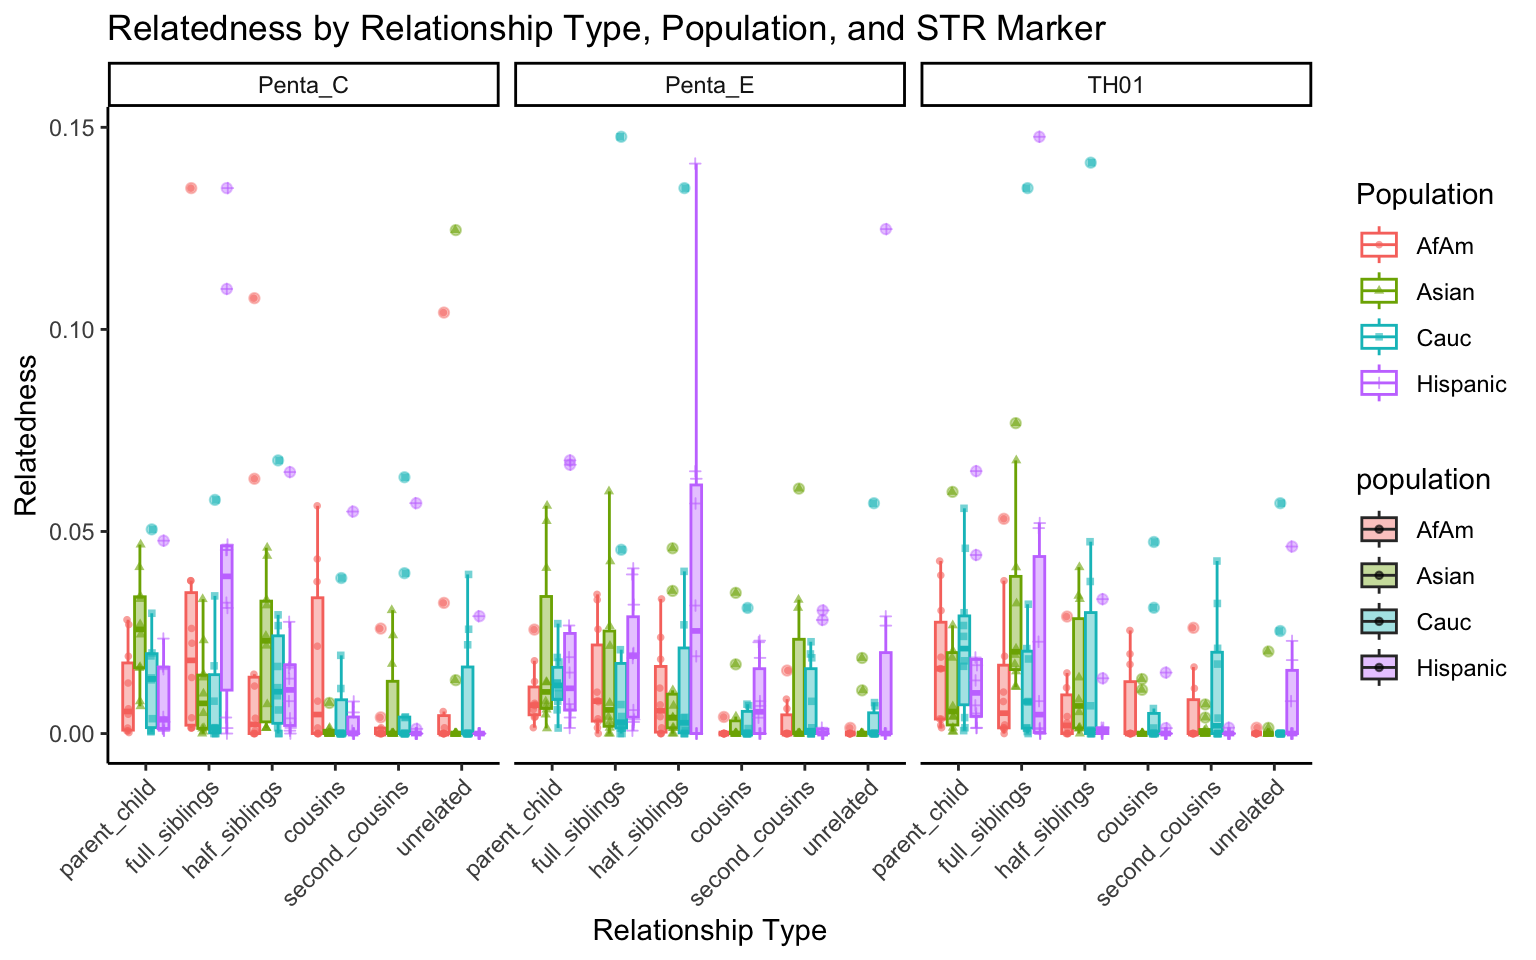 Relatedness by Relationship Type, Population, and STR Marker
Penta_C
Penta_E
TH01
0.15
0.10
0.05
0.00
Relatedness
parent_child
full_siblings
half_siblings
cousins
second_cousins
unrelated
parent_child
full_siblings
half_siblings
cousins
second_cousins
unrelated
parent_child
full_siblings
half_siblings
cousins
second_cousins
unrelated
Relationship Type
Population
AfAm
Asian
Cauc
Hispanic
population
AfAm
Asian
Cauc
Hispanic